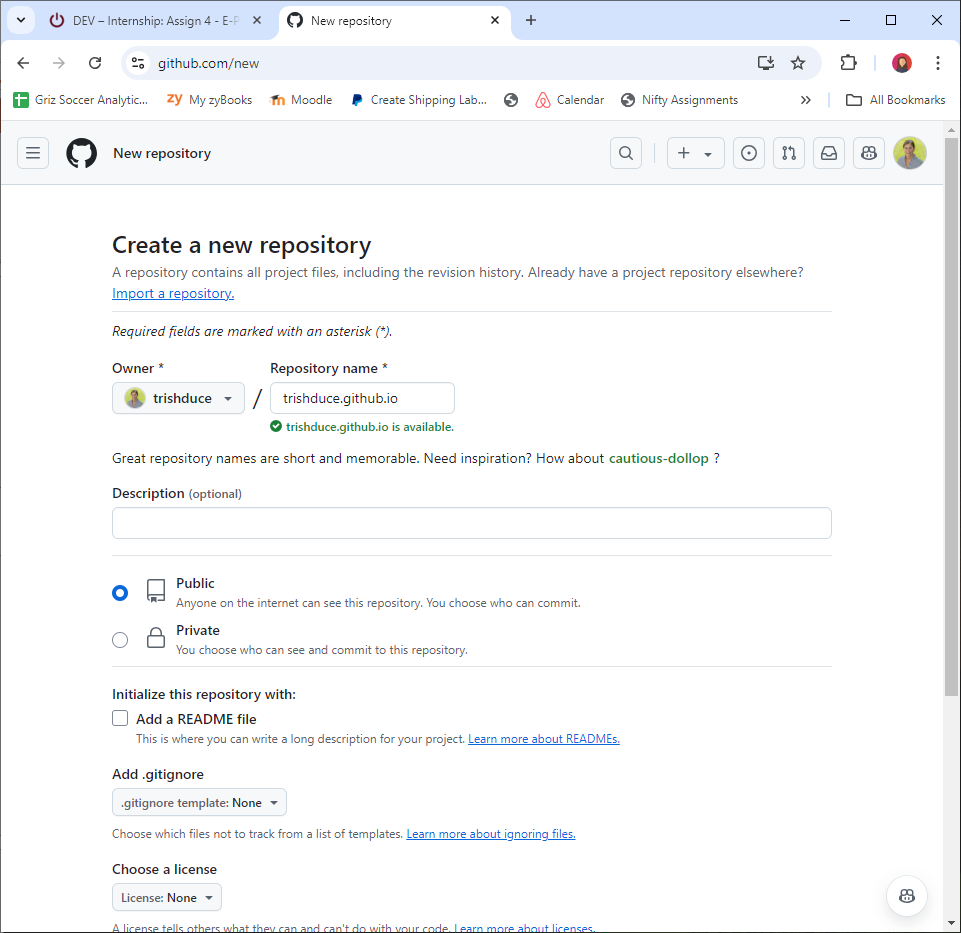 DEV – Internship: Assign 4 - E-P
New repository
github.com/new
Griz Soccer Analytic...
zy My zyBooks
Moodle
Create Shipping Lab...
Calendar
Nifty Assignments
All Bookmarks
New repository
Create a new repository
A repository contains all project files, including the revision history. Already have a project repository elsewhere?
Import a repository.
Required fields are marked with an asterisk (*).
Owner * Repository name *
trishduce / trishduce.github.io
trishduce.github.io is available.
Great repository names are short and memorable. Need inspiration? How about cautious-dollop ?
Description (optional)
Public
Anyone on the internet can see this repository. You choose who can commit.
Private
You choose who can see and commit to this repository.
Initialize this repository with:
Add a README file
This is where you can write a long description for your project. Learn more about READMEs.
Add .gitignore
.gitignore template: None
Choose which files not to track from a list of templates. Learn more about ignoring files.
Choose a license
License: None
A license tells others what they can and can't do with your code. Learn more about licenses.